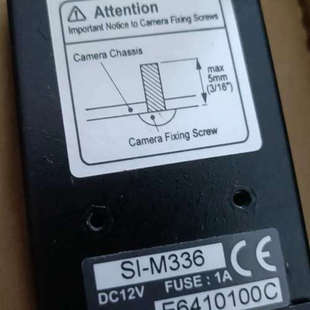 Attention
Important Notice to Camera Fixing Screws
Camera Chassis
max
5mm
(3/16")
Camera Fixing Screw
SI-M336
DC12V FUSE : 1A
E6410100C
CE